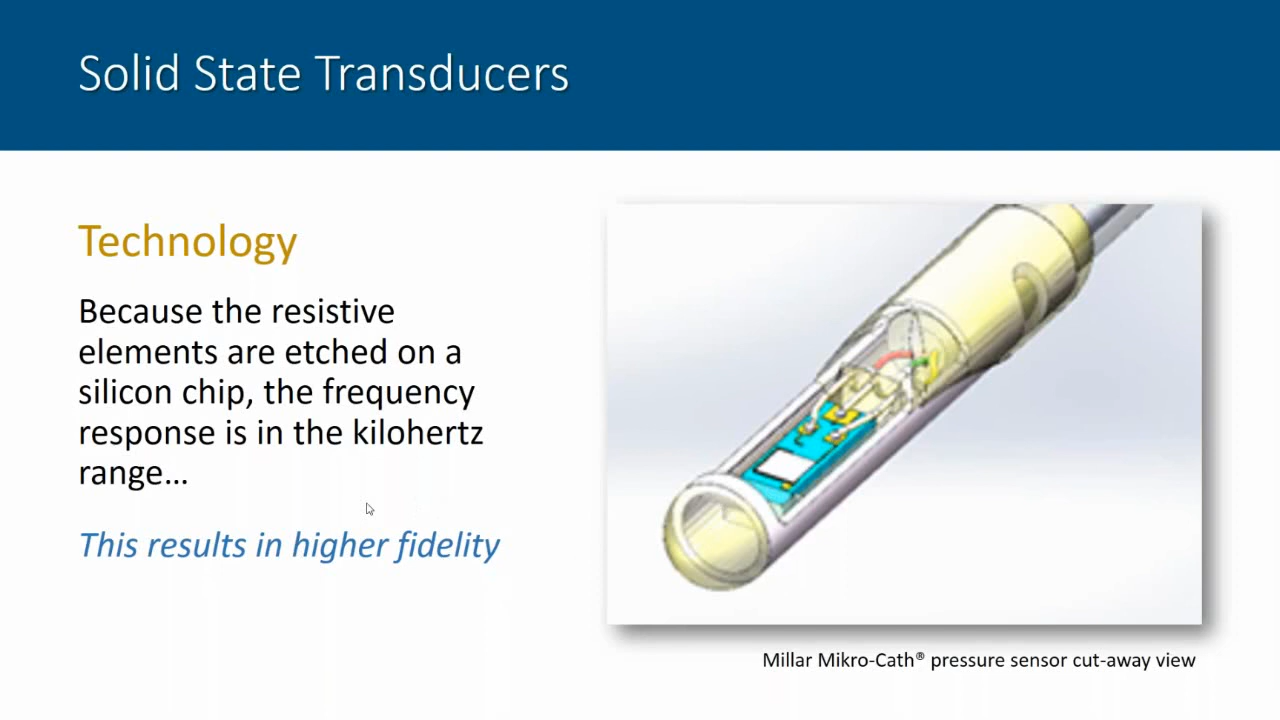 Solid State Transducers
Technology
Because the resistive
elements are etched on a
silicon chip, the frequency
response is in the kilohertz
range...
This results in higher fidelity
Millar Mikro-Cath® pressure sensor cut-away view